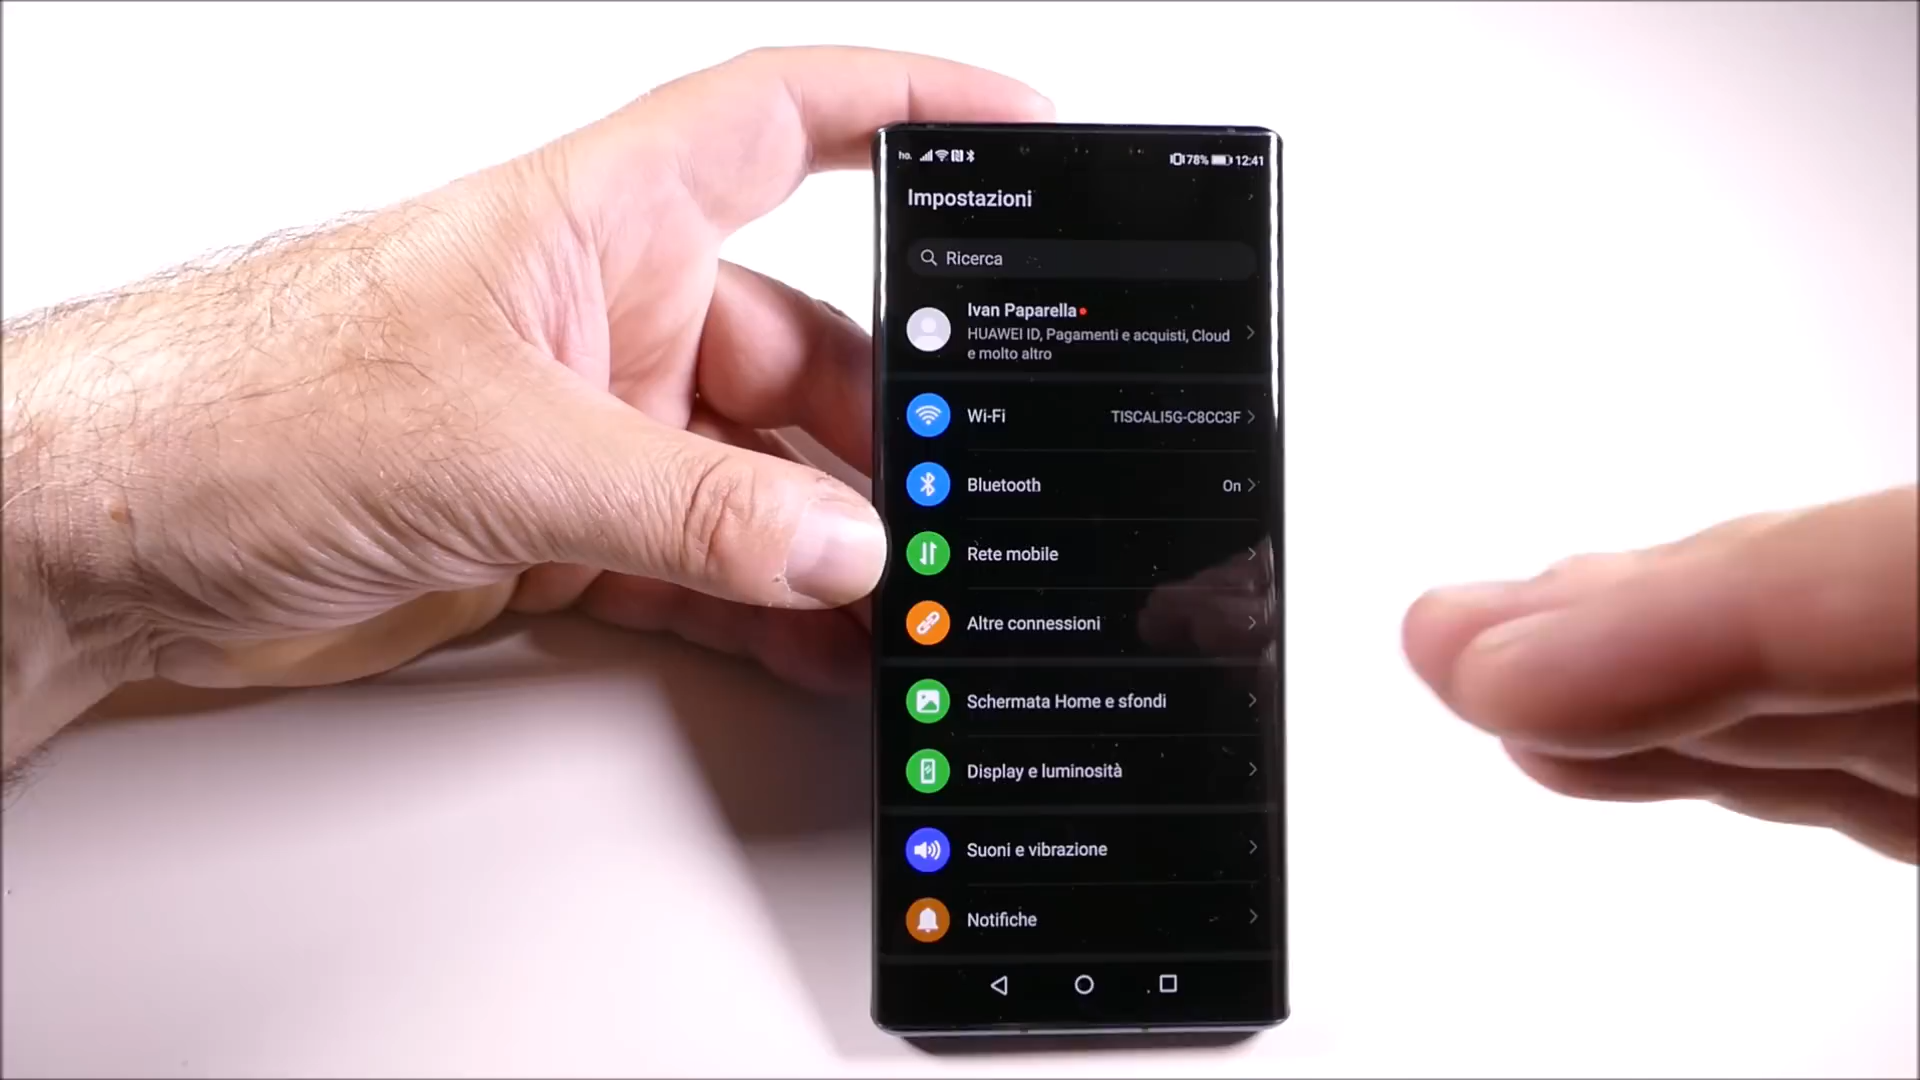 ho. 78% 12:41
Impostazioni
Ricerca
Ivan Paparella
HUAWEI ID, Pagamenti e acquisti, Cloud
e molto altro
Wi-Fi TISCALI5G-C8CC3F
Bluetooth On
Rete mobile
Altre connessioni
Schermata Home e sfondi
Display e luminosità
Suoni e vibrazione
Notifiche